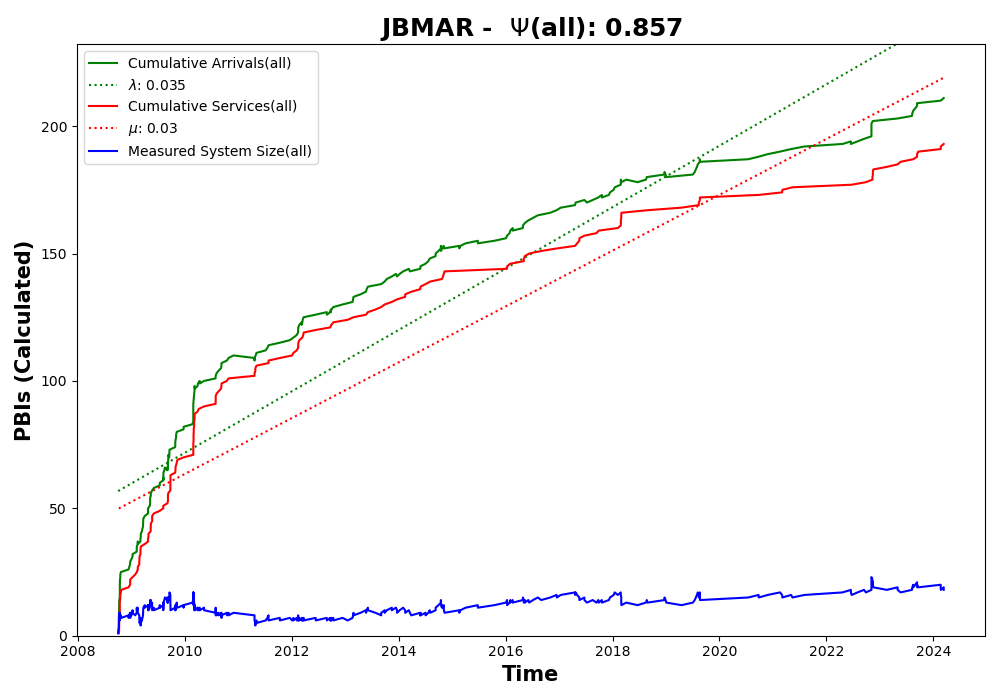 JBMAR - Ψ(all): 0.857
Cumulative Arrivals(all)
λ: 0.035
Cumulative Services(all)
μ: 0.03
Measured System Size(all)
PBIs (Calculated)
200
150
100
50
0
2008 2010 2012 2014 2016 2018 2020 2022 2024
Time